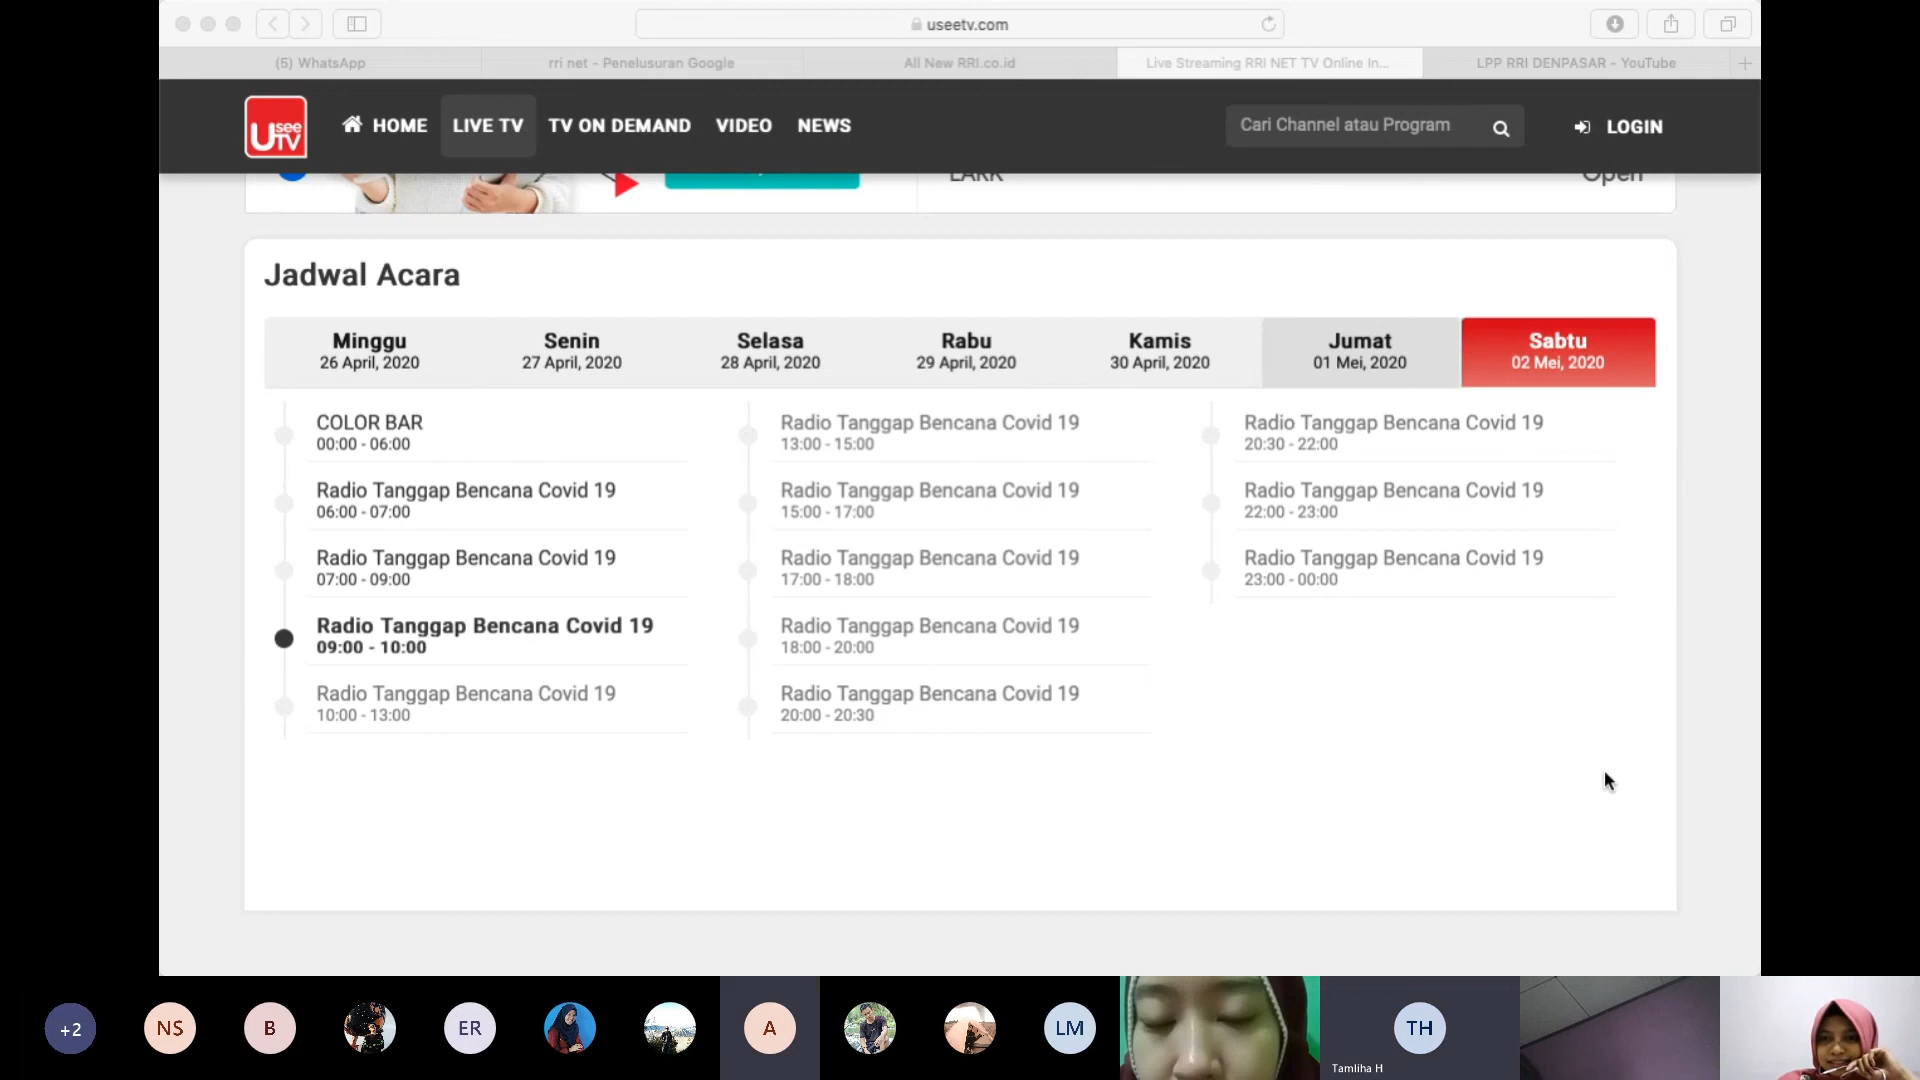 useetv.com
(5) WhatsApp
rri net - Penelusuran Google
All New RRI.co.id
Live Streaming RRI NET TV Online In...
LPP RRI DENPASAR - YouTube
Usee TV
HOME
LIVE TV
TV ON DEMAND
VIDEO
NEWS
Cari Channel atau Program
LOGIN
LARK
Open
Jadwal Acara
Minggu
26 April, 2020
Senin
27 April, 2020
Selasa
28 April, 2020
Rabu
29 April, 2020
Kamis
30 April, 2020
Jumat
01 Mei, 2020
Sabtu
02 Mei, 2020
COLOR BAR
00:00 - 06:00
Radio Tanggap Bencana Covid 19
06:00 - 07:00
Radio Tanggap Bencana Covid 19
07:00 - 09:00
Radio Tanggap Bencana Covid 19
09:00 - 10:00
Radio Tanggap Bencana Covid 19
10:00 - 13:00
Radio Tanggap Bencana Covid 19
13:00 - 15:00
Radio Tanggap Bencana Covid 19
15:00 - 17:00
Radio Tanggap Bencana Covid 19
17:00 - 18:00
Radio Tanggap Bencana Covid 19
18:00 - 20:00
Radio Tanggap Bencana Covid 19
20:00 - 20:30
Radio Tanggap Bencana Covid 19
20:30 - 22:00
Radio Tanggap Bencana Covid 19
22:00 - 23:00
Radio Tanggap Bencana Covid 19
23:00 - 00:00
+2
NS
B
ER
A
LM
TH
Tamliha H